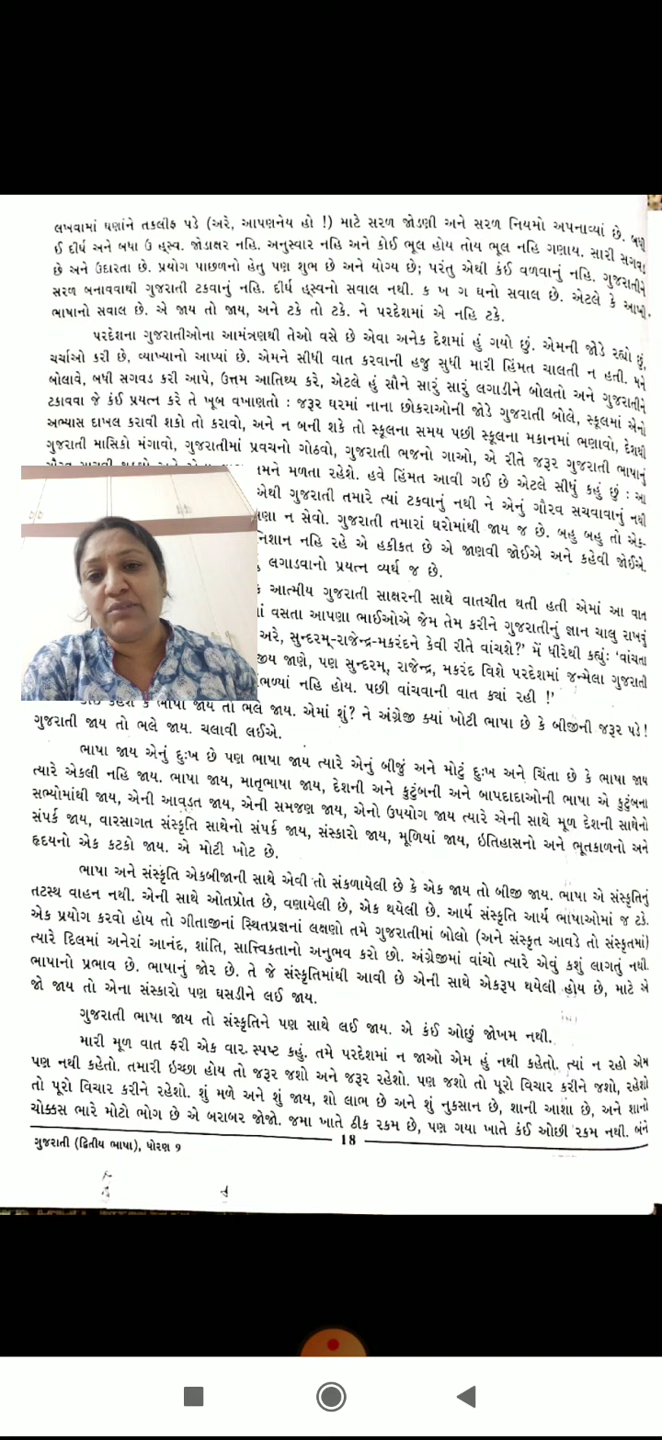 લખવામાં ઘણાંને તકલીફ પડે (અરે, આપણનેય હો !) માટે સરળ જોડણી અને સરળ નિયમો અપનાવ્યાં છે. બધી
ઈ દીર્ઘ અને બધા ઉ હ્રસ્વ. જોડાક્ષર નહિ. અનુસ્વાર નહિ અને કોઈ ભૂલ હોય તોય ભૂલ નહિ ગણાય. સારી સગવડ
છે અને ઉદારતા છે. પ્રયોગ પાછળનો હેતુ પણ શુભ છે અને યોગ્ય છે; પરંતુ એથી કંઈ વળવાનું નહિ. ગુજરાતીને
સરળ બનાવવાથી ગુજરાતી ટકવાનું નહિ. દીર્ઘ હ્રસ્વનો સવાલ નથી. ક ખ ગ ઘનો સવાલ છે. એટલે કે આખી
ભાષાનો સવાલ છે. એ જાય તો જાય, અને ટકે તો ટકે. ને પરદેશમાં એ નહિ ટકે.
પરદેશના ગુજરાતીઓના આમંત્રણથી તેઓ વસે છે એવા અનેક દેશમાં હું ગયો છું. એમની જોડે રહ્યો છું,
ચર્ચાઓ કરી છે, વ્યાખ્યાનો આપ્યાં છે. એમને સીધી વાત કરવાની હજુ સુધી મારી હિંમત ચાલતી ન હતી. મને
બોલાવે, બધી સગવડ કરી આપે, ઉત્તમ આતિથ્ય કરે, એટલે હું સૌને સારું સારું લગાડીને બોલતો અને ગુજરાતીને
ટકાવવા જે કંઈ પ્રયત્ન કરે તે ખૂબ વખાણતો : જરૂર ઘરમાં નાના છોકરાઓની જોડે ગુજરાતી બોલે, સ્કૂલમાં એનો
અભ્યાસ દાખલ કરાવી શકો તો કરાવો, અને ન બની શકે તો સ્કૂલના સમય પછી સ્કૂલના મકાનમાં ભણાવો, દેશથી
ગુજરાતી માસિકો મંગાવો, ગુજરાતીમાં પ્રવચનો ગોઠવો, ગુજરાતી ભજનો ગાઓ, એ રીતે જરૂર ગુજરાતી ભાષાનું
મને મળતા રહેશો. હવે હિંમત આવી ગઈ છે એટલે સીધું કહું છું : આ
એથી ગુજરાતી તમારે ત્યાં ટકવાનું નથી ને એનું ગૌરવ સચવાવાનું નથી
ણા ન સેવો. ગુજરાતી તમારાં ઘરોમાંથી જાય જ છે. બહુ બહુ તો એક-
નિશાન નહિ રહે એ હકીકત છે એ જાણવી જોઈએ અને કહેવી જોઈએ.
લગાડવાનો પ્રયત્ન વ્યર્થ જ છે.
ક આત્મીય ગુજરાતી સાક્ષરની સાથે વાતચીત થતી હતી એમાં આ વાત
માં વસતા આપણા ભાઈઓએ જેમ તેમ કરીને ગુજરાતીનું જ્ઞાન ચાલુ રાખવું
અરે, સુન્દરમ્-રાજેન્દ્ર-મકરંદને કેવી રીતે વાંચશે?’ મેં ધીરેથી કહ્યું: ‘વાંચતા
જીય જાણે, પણ સુન્દરમ્, રાજેન્દ્ર, મકરંદ વિશે પરદેશમાં જન્મેલા ગુજરાતી
ભળ્યાં નહિ હોય. પછી વાંચવાની વાત ક્યાં રહી !’
કોઈ કહેશે કે ભાષા જાય તો ભલે જાય. એમાં શું? ને અંગ્રેજી ક્યાં ખોટી ભાષા છે કે બીજીની જરૂર પડે!
ગુજરાતી જાય તો ભલે જાય. ચલાવી લઈએ.
ભાષા જાય એનું દુઃખ છે પણ ભાષા જાય ત્યારે એનું બીજું અને મોટું દુઃખ અને ચિંતા છે કે ભાષા જાય
ત્યારે એકલી નહિ જાય. ભાષા જાય, માતૃભાષા જાય, દેશની અને કુટુંબની અને બાપદાદાઓની ભાષા એ કુટુંબના
સભ્યોમાંથી જાય, એની આવડત જાય, એની સમજણ જાય, એનો ઉપયોગ જાય ત્યારે એની સાથે મૂળ દેશની સાથેનો
સંપર્ક જાય, વારસાગત સંસ્કૃતિ સાથેનો સંપર્ક જાય, સંસ્કારો જાય, મૂળિયાં જાય, ઇતિહાસનો અને ભૂતકાળનો અને
હૃદયનો એક કટકો જાય. એ મોટી ખોટ છે.
ભાષા અને સંસ્કૃતિ એકબીજાની સાથે એવી તો સંકળાયેલી છે કે એક જાય તો બીજી જાય. ભાષા એ સંસ્કૃતિનું
તટસ્થ વાહન નથી. એની સાથે ઓતપ્રોત છે, વણાયેલી છે, એક થયેલી છે. આર્ય સંસ્કૃતિ આર્ય ભાષાઓમાં જ ટકે.
એક પ્રયોગ કરવો હોય તો ગીતાજીનાં સ્થિતપ્રજ્ઞનાં લક્ષણો તમે ગુજરાતીમાં બોલો (અને સંસ્કૃત આવડે તો સંસ્કૃતમાં)
ત્યારે દિલમાં અનેરાં આનંદ, શાંતિ, સાત્ત્વિકતાનો અનુભવ કરો છો. અંગ્રેજીમાં વાંચો ત્યારે એવું કશું લાગતું નથી.
ભાષાનો પ્રભાવ છે. ભાષાનું જોર છે. તે જે સંસ્કૃતિમાંથી આવી છે એની સાથે એકરૂપ થયેલી હોય છે, માટે એ
જો જાય તો એના સંસ્કારો પણ ઘસડીને લઈ જાય.
ગુજરાતી ભાષા જાય તો સંસ્કૃતિને પણ સાથે લઈ જાય. એ કંઈ ઓછું જોખમ નથી.
મારી મૂળ વાત ફરી એક વાર સ્પષ્ટ કહું. તમે પરદેશમાં ન જાઓ એમ હું નથી કહેતો. ત્યાં ન રહો એમ
પણ નથી કહેતો. તમારી ઇચ્છા હોય તો જરૂર જશો અને જરૂર રહેશો. પણ જશો તો પૂરો વિચાર કરીને જશો, રહેશો
તો પૂરો વિચાર કરીને રહેશો. શું મળે અને શું જાય, શો લાભ છે અને શું નુકસાન છે, શાની આશા છે, અને શાનો
ચોક્કસ ભારે મોટો ભોગ છે એ બરાબર જોજો. જમા ખાતે ઠીક રકમ છે, પણ ગયા ખાતે કંઈ ઓછી રકમ નથી. બંને
18
ગુજરાતી (દ્વિતીય ભાષા), ધોરણ ૧